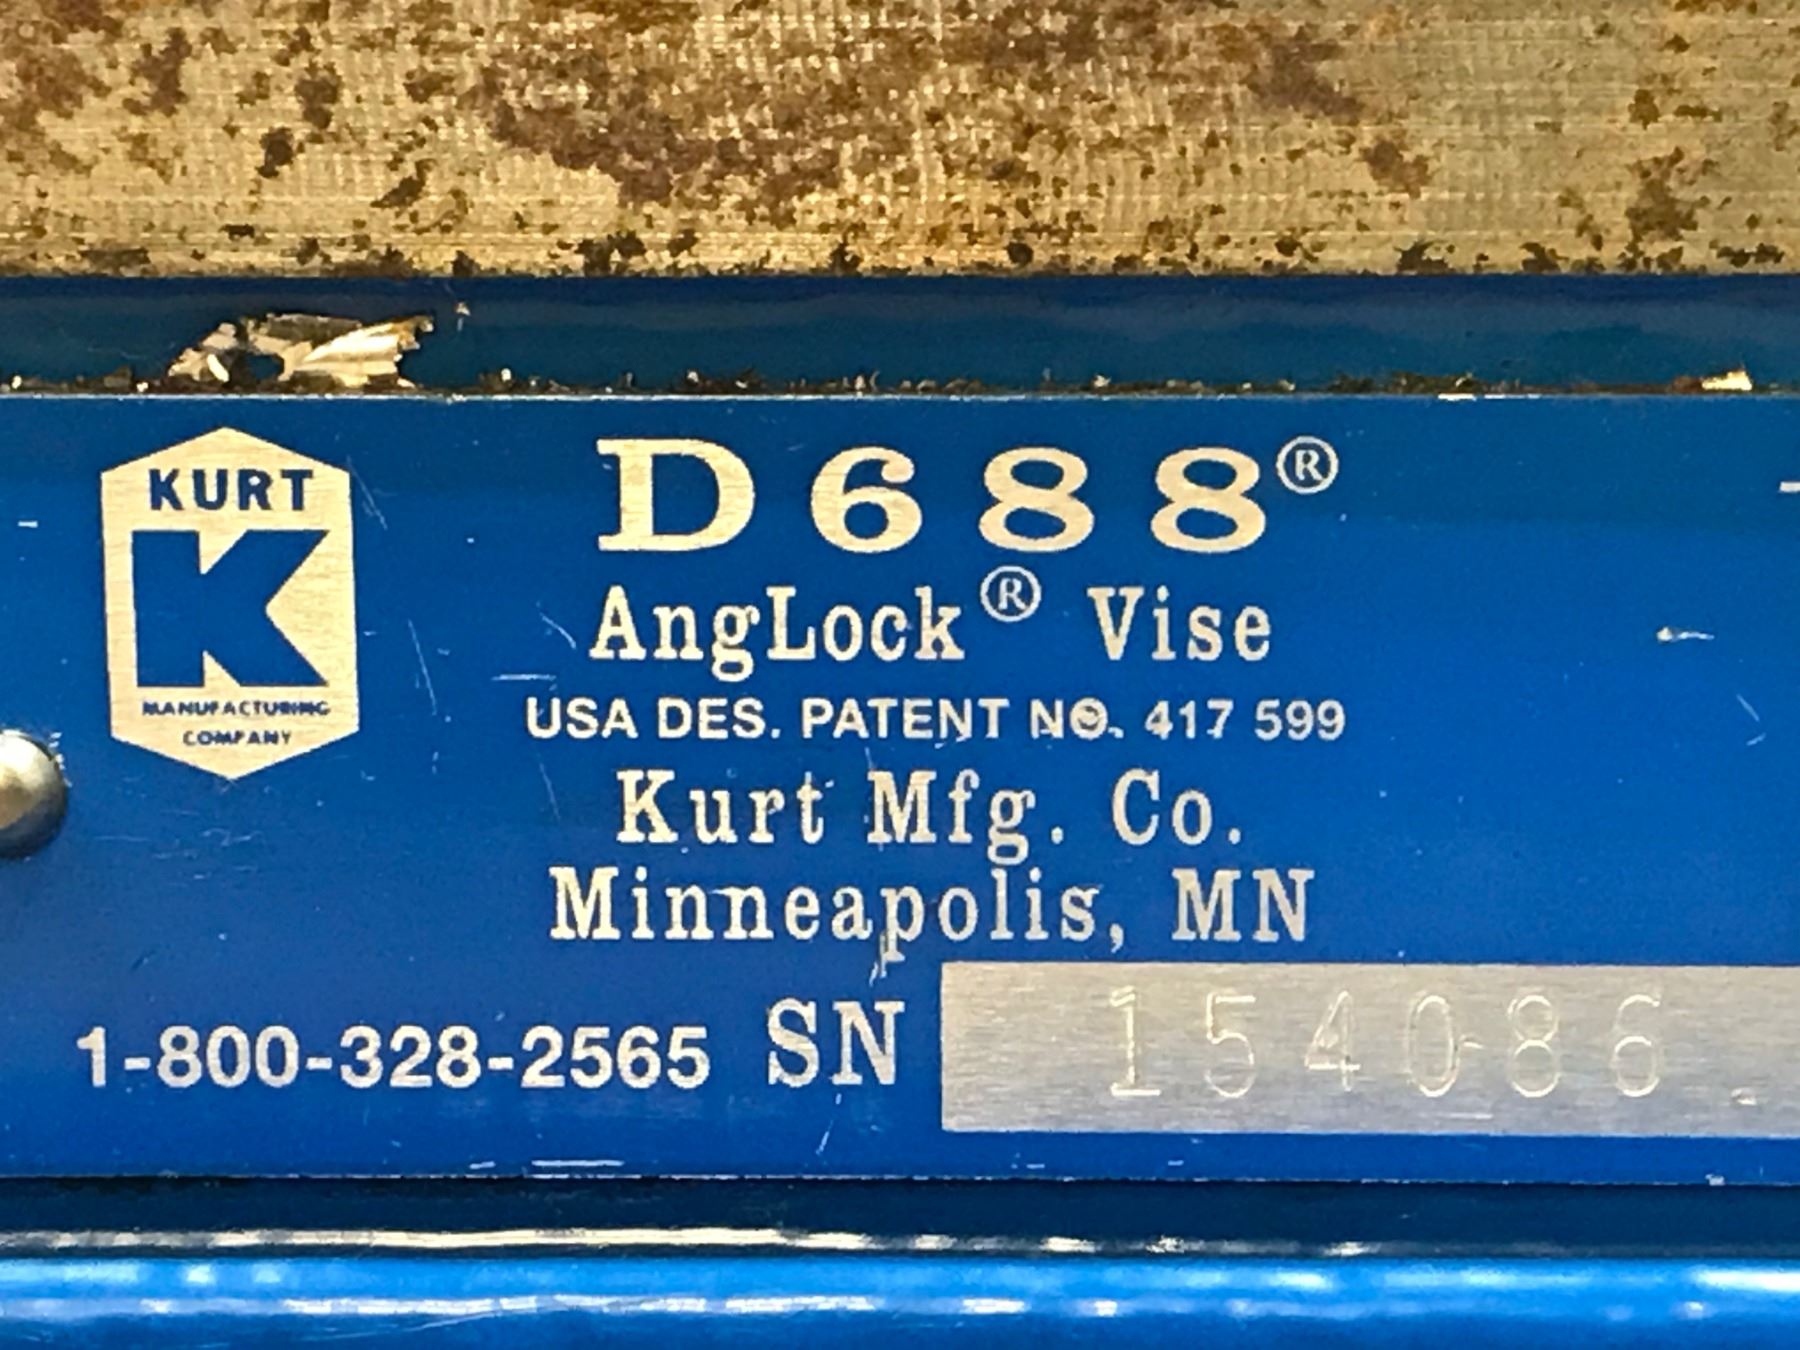 KURT
K
MANUFACTURING
COMPANY
D688®
AngLock® Vise
USA DES. PATENT NO. 417 599
Kurt Mfg. Co.
Minneapolis, MN
1-800-328-2565 SN 154086